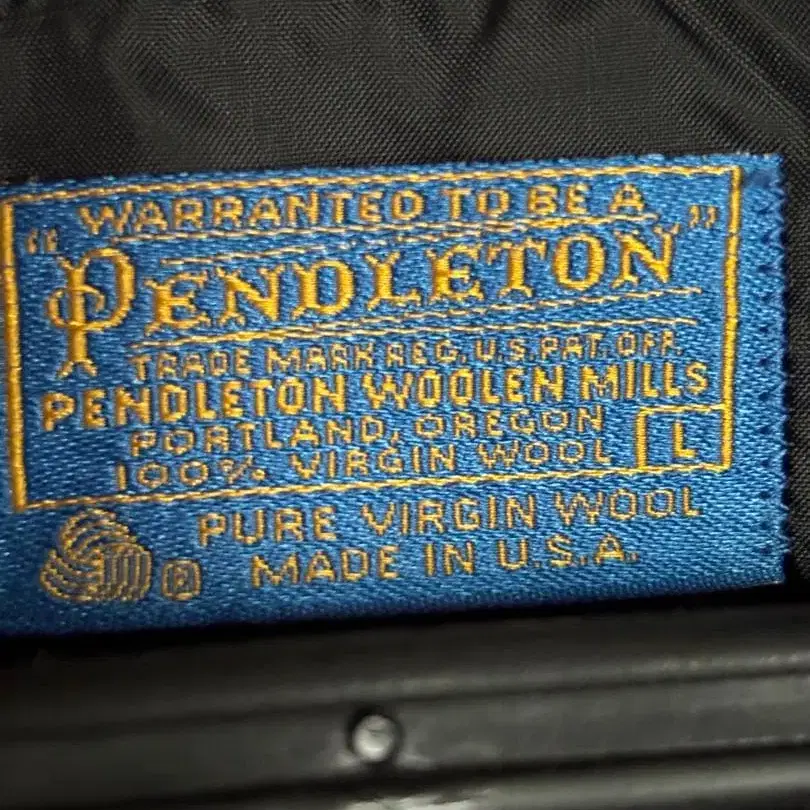 WARRANTED TO BE A
"PENDLETON"
TRADE MARK REG. U.S. PAT. OFF.
PENDLETON WOOLEN MILLS
PORTLAND, OREGON
100% VIRGIN WOOL L
PURE VIRGIN WOOL
® MADE IN U.S.A.